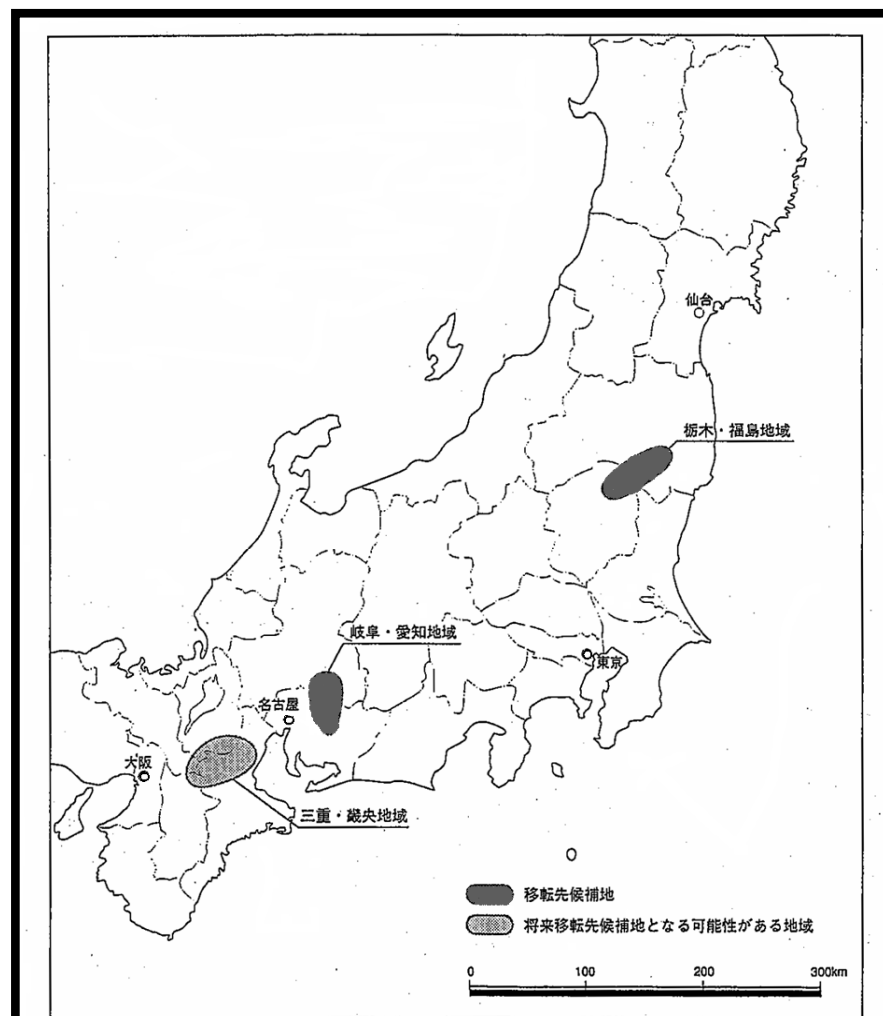 仙台
栃木・福島地域
岐阜・愛知地域
東京
名古屋
大阪
三重・畿央地域
移転先候補地
将来移転先候補地となる可能性がある地域
0 100 200 300km